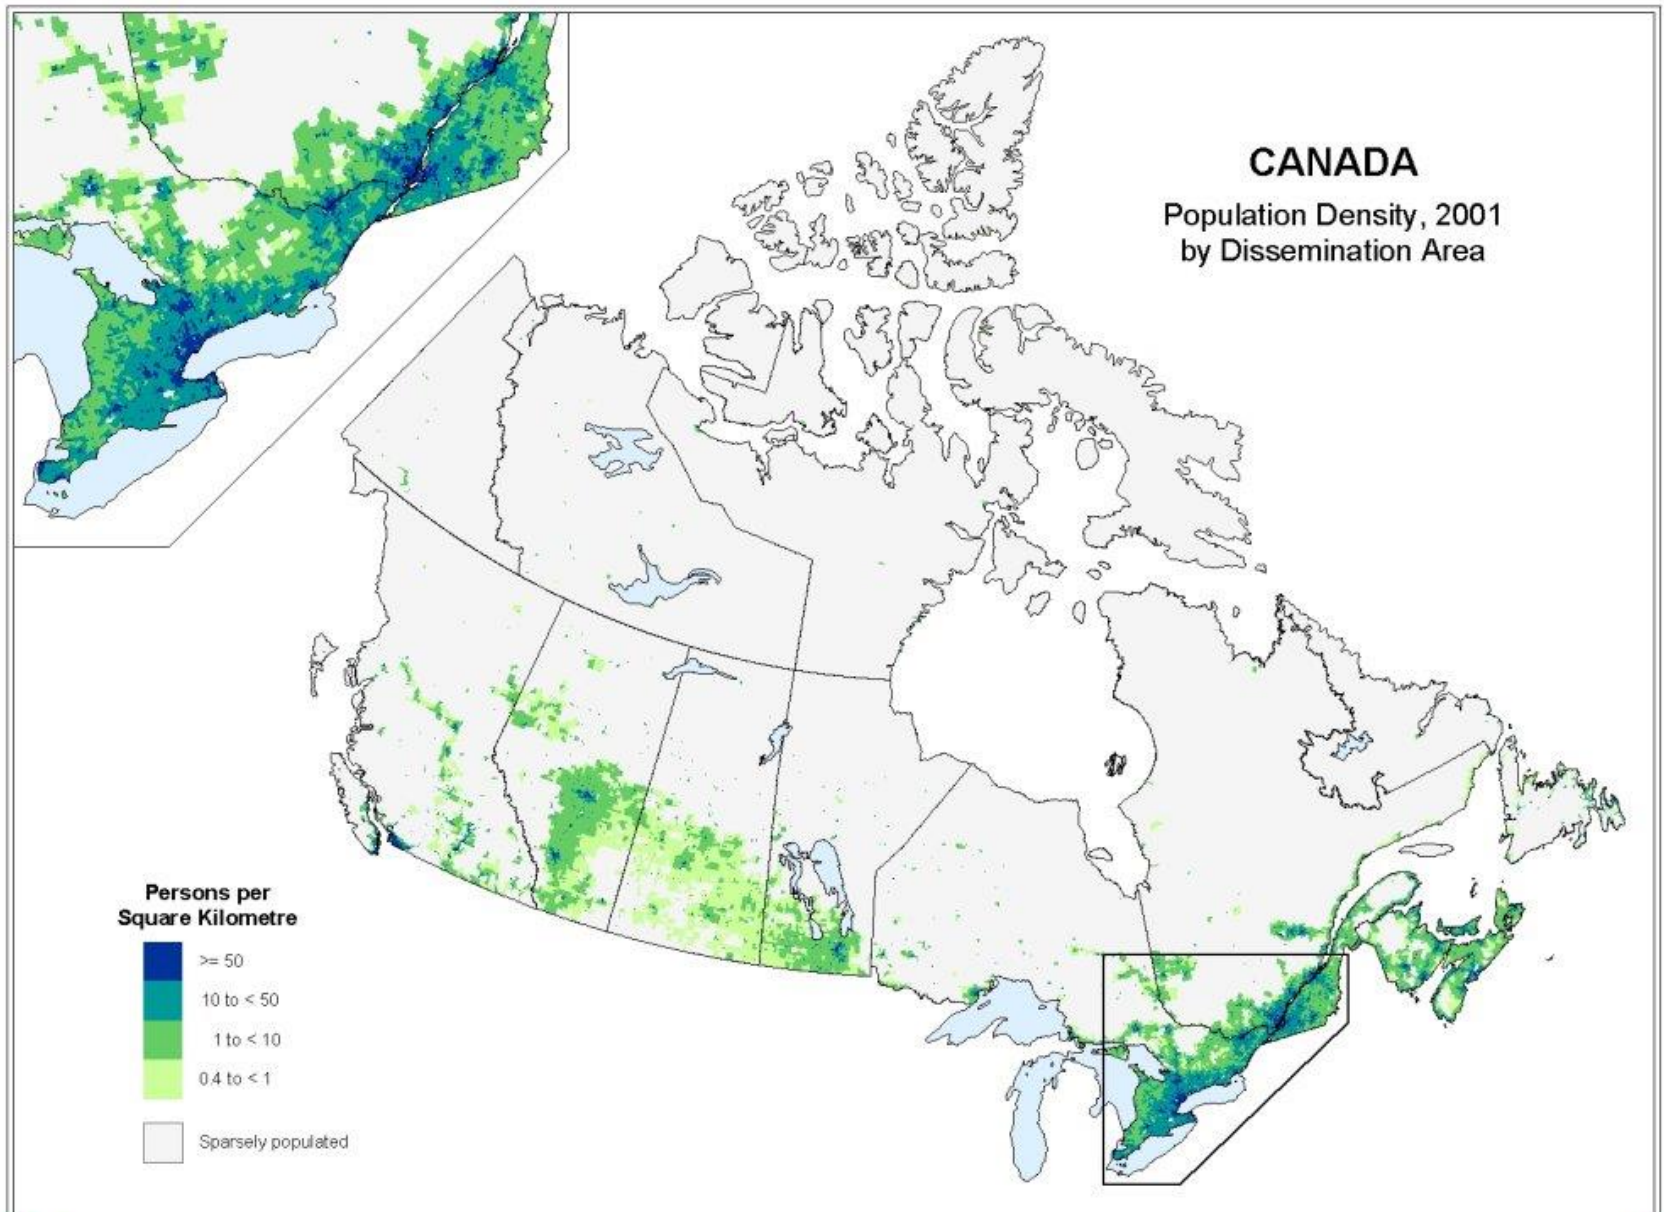 CANADA
Population Density, 2001
by Dissemination Area
Persons per
Square Kilometre
>= 50
10 to < 50
1 to < 10
0.4 to < 1
Sparsely populated